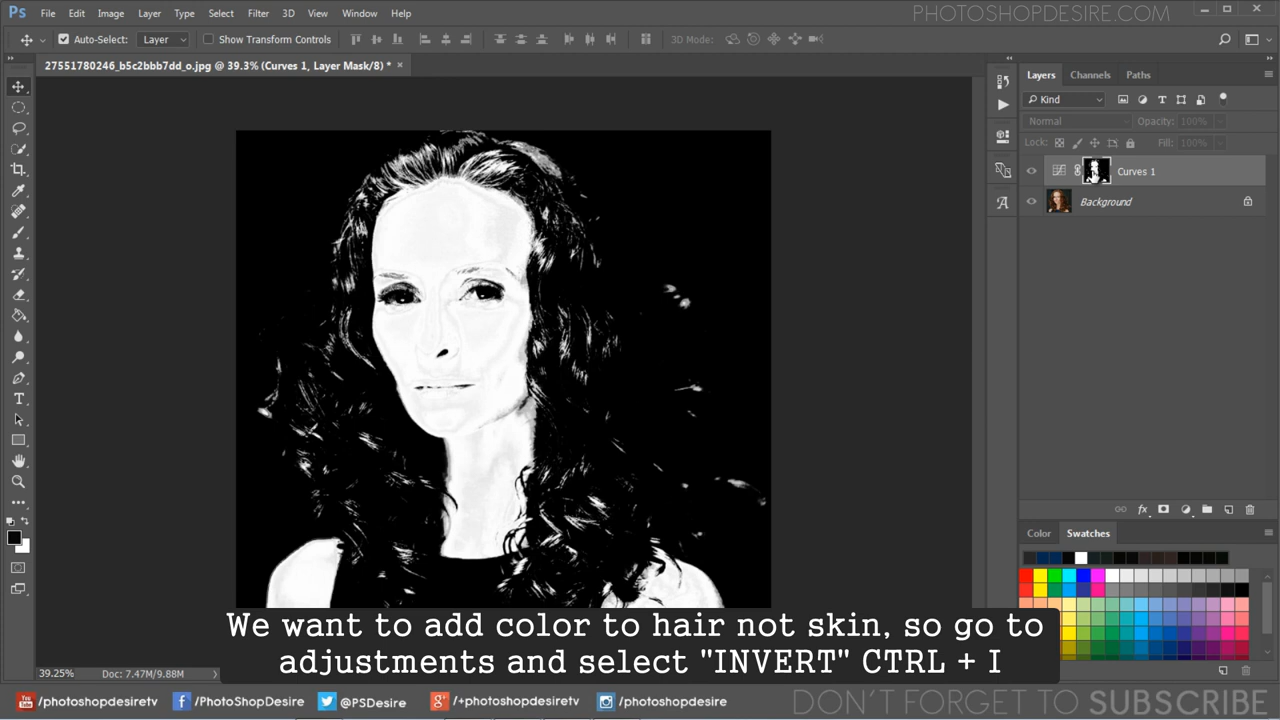 Ps File Edit Image Layer Type Select Filter 3D View Window Help
PHOTOSHOPDESIRE.COM
Auto-Select: Layer Show Transform Controls 3D Mode:
27551780246_b5c2bbb7dd_o.jpg @ 39.3% (Curves 1, Layer Mask/8) *
Layers Channels Paths
Kind
Normal Opacity: 100%
Lock: Fill: 100%
Curves 1
Background
Color Swatches
We want to add color to hair not skin, so go to
adjustments and select "INVERT" CTRL + I
39.25% Doc: 7.47M/9.88M
You Tube /photoshopdesiretv /PhotoShopDesire @PSDesire g+ /+photoshopdesiretv /photoshopdesire
DON'T FORGET TO SUBSCRIBE